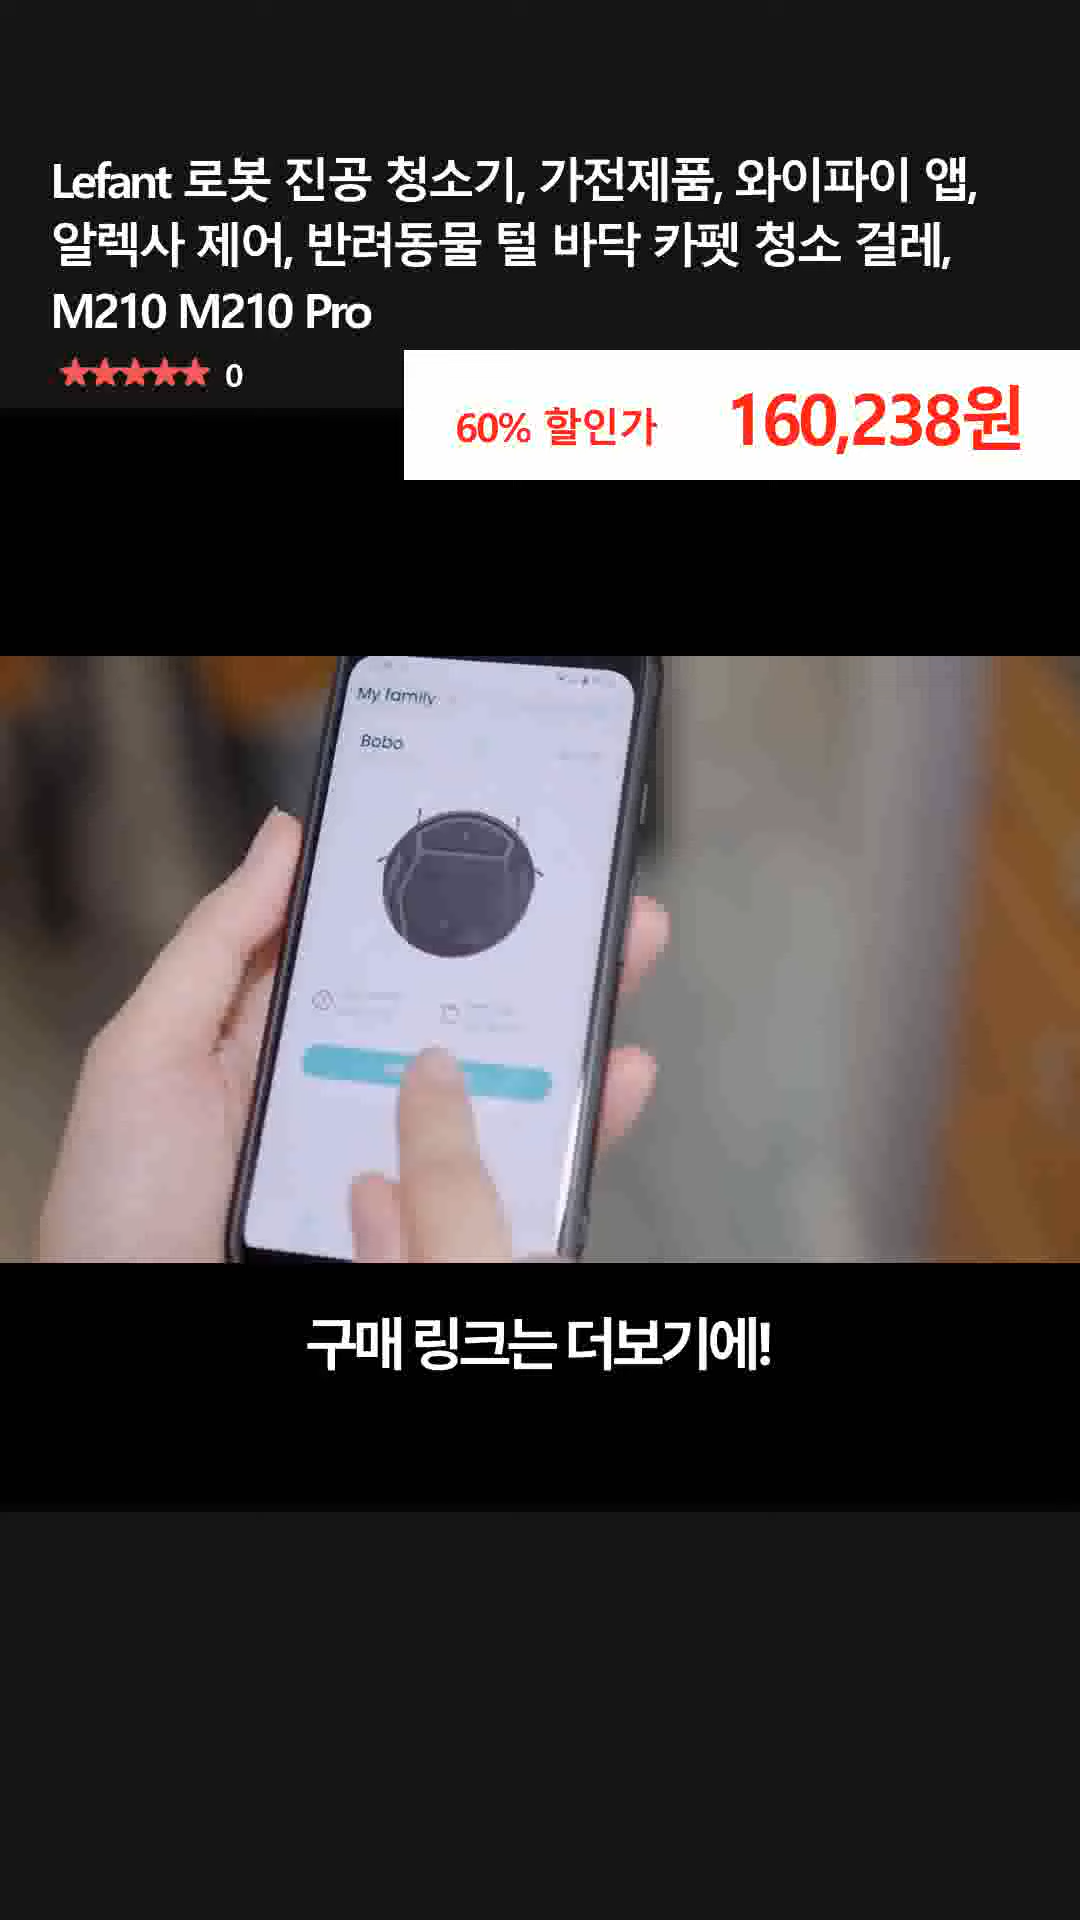 Lefant 로봇 진공 청소기, 가전제품, 와이파이 앱,
알렉사 제어, 반려동물 털 바닥 카펫 청소 걸레,
M210 M210 Pro
★★★★★ 0
60% 할인가 160,238원
My family
Bobo
구매 링크는 더보기에!